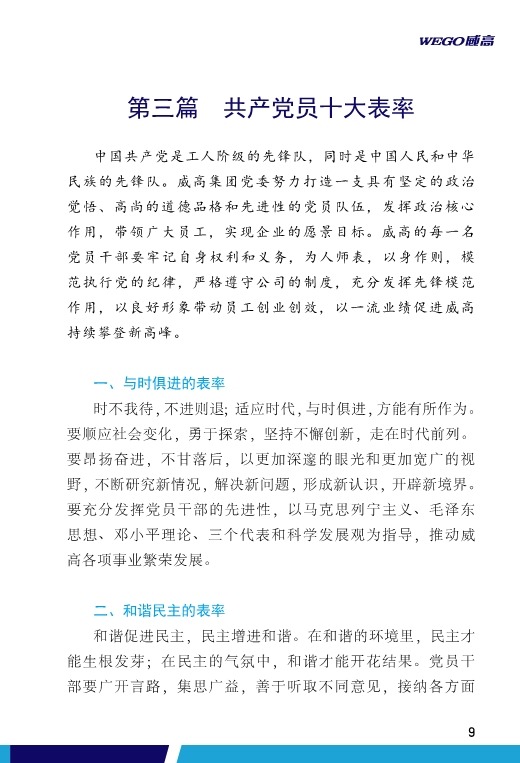 WEGO威高
第三篇 共产党员十大表率
中国共产党是工人阶级的先锋队，同时是中国人民和中华
民族的先锋队。威高集团党委努力打造一支具有坚定的政治
觉悟、高尚的道德品格和先进性的党员队伍，发挥政治核心
作用，带领广大员工，实现企业的愿景目标。威高的每一名
党员干部要牢记自身权利和义务，为人师表，以身作则，模
范执行党的纪律，严格遵守公司的制度，充分发挥先锋模范
作用，以良好形象带动员工创业创效，以一流业绩促进威高
持续攀登新高峰。
一、与时俱进的表率
时不我待，不进则退；适应时代，与时俱进，方能有所作为。
要顺应社会变化，勇于探索，坚持不懈创新，走在时代前列。
要昂扬奋进，不甘落后，以更加深邃的眼光和更加宽广的视
野，不断研究新情况，解决新问题，形成新认识，开辟新境界。
要充分发挥党员干部的先进性，以马克思列宁主义、毛泽东
思想、邓小平理论、三个代表和科学发展观为指导，推动威
高各项事业繁荣发展。
二、和谐民主的表率
和谐促进民主，民主增进和谐。在和谐的环境里，民主才
能生根发芽；在民主的气氛中，和谐才能开花结果。党员干
部要广开言路，集思广益，善于听取不同意见，接纳各方面
9